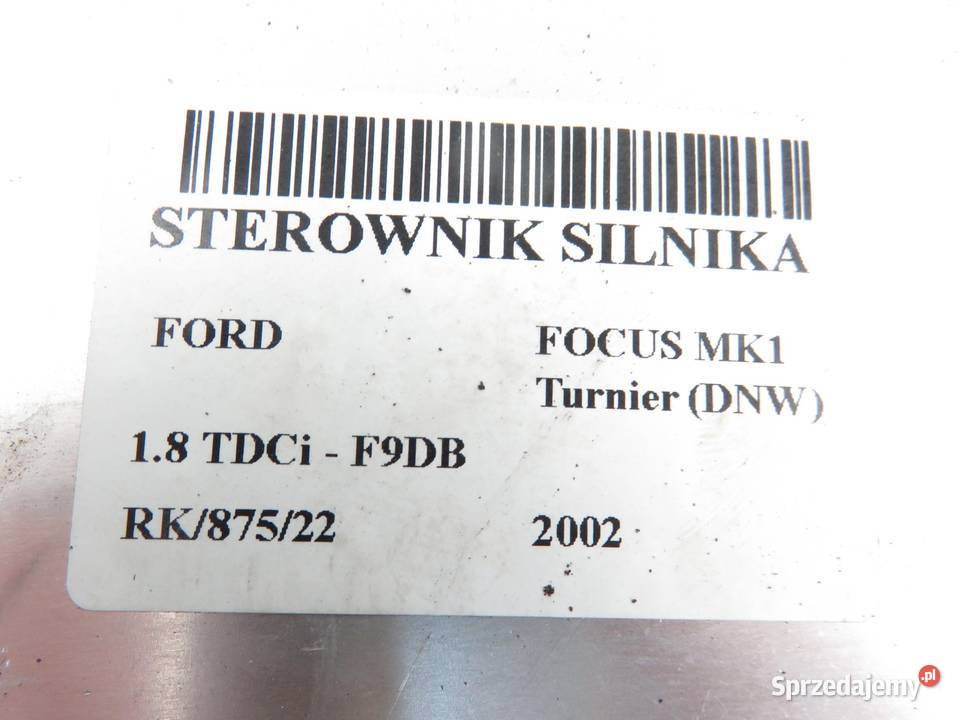 STEROWNIK SILNIKA
FORD
FOCUS MK1
Turnier (DNW)
1.8 TDCi - F9DB
RK/875/22
2002
Sprzedajemy.pl